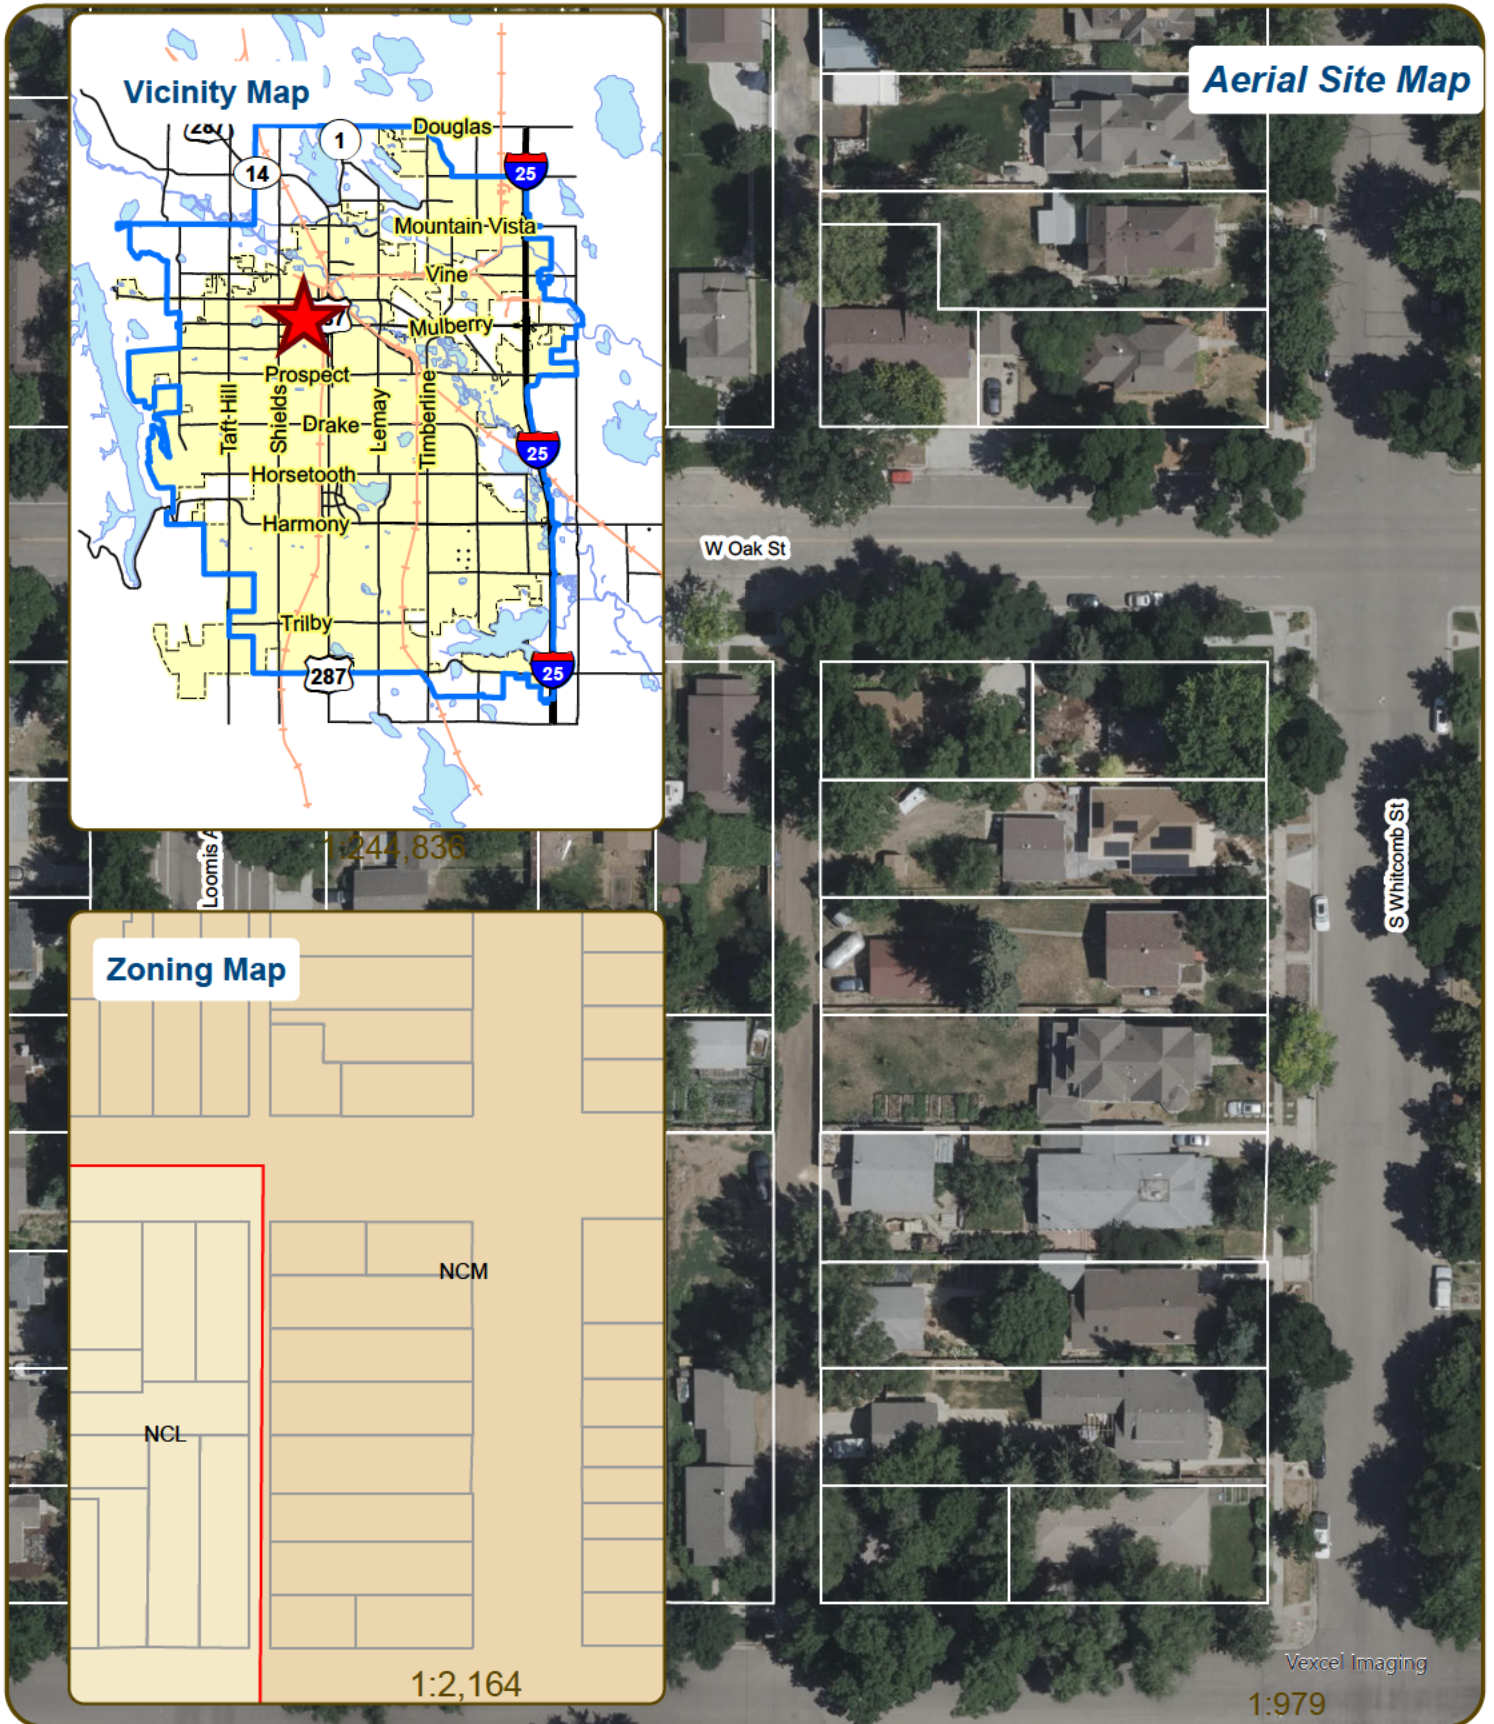 Aerial Site Map
Vicinity Map
287
1
Douglas
14
25
Mountain-Vista
Vine
Mulberry
Prospect
Taft Hill
Shields
Drake
Lemay
Timberline
25
Horsetooth
Harmony
Trilby
287
25
1:244,836
W Oak St
S Whitcomb St
Loomis
Zoning Map
NCM
NCL
1:2,164
Vexcel Imaging
1:979